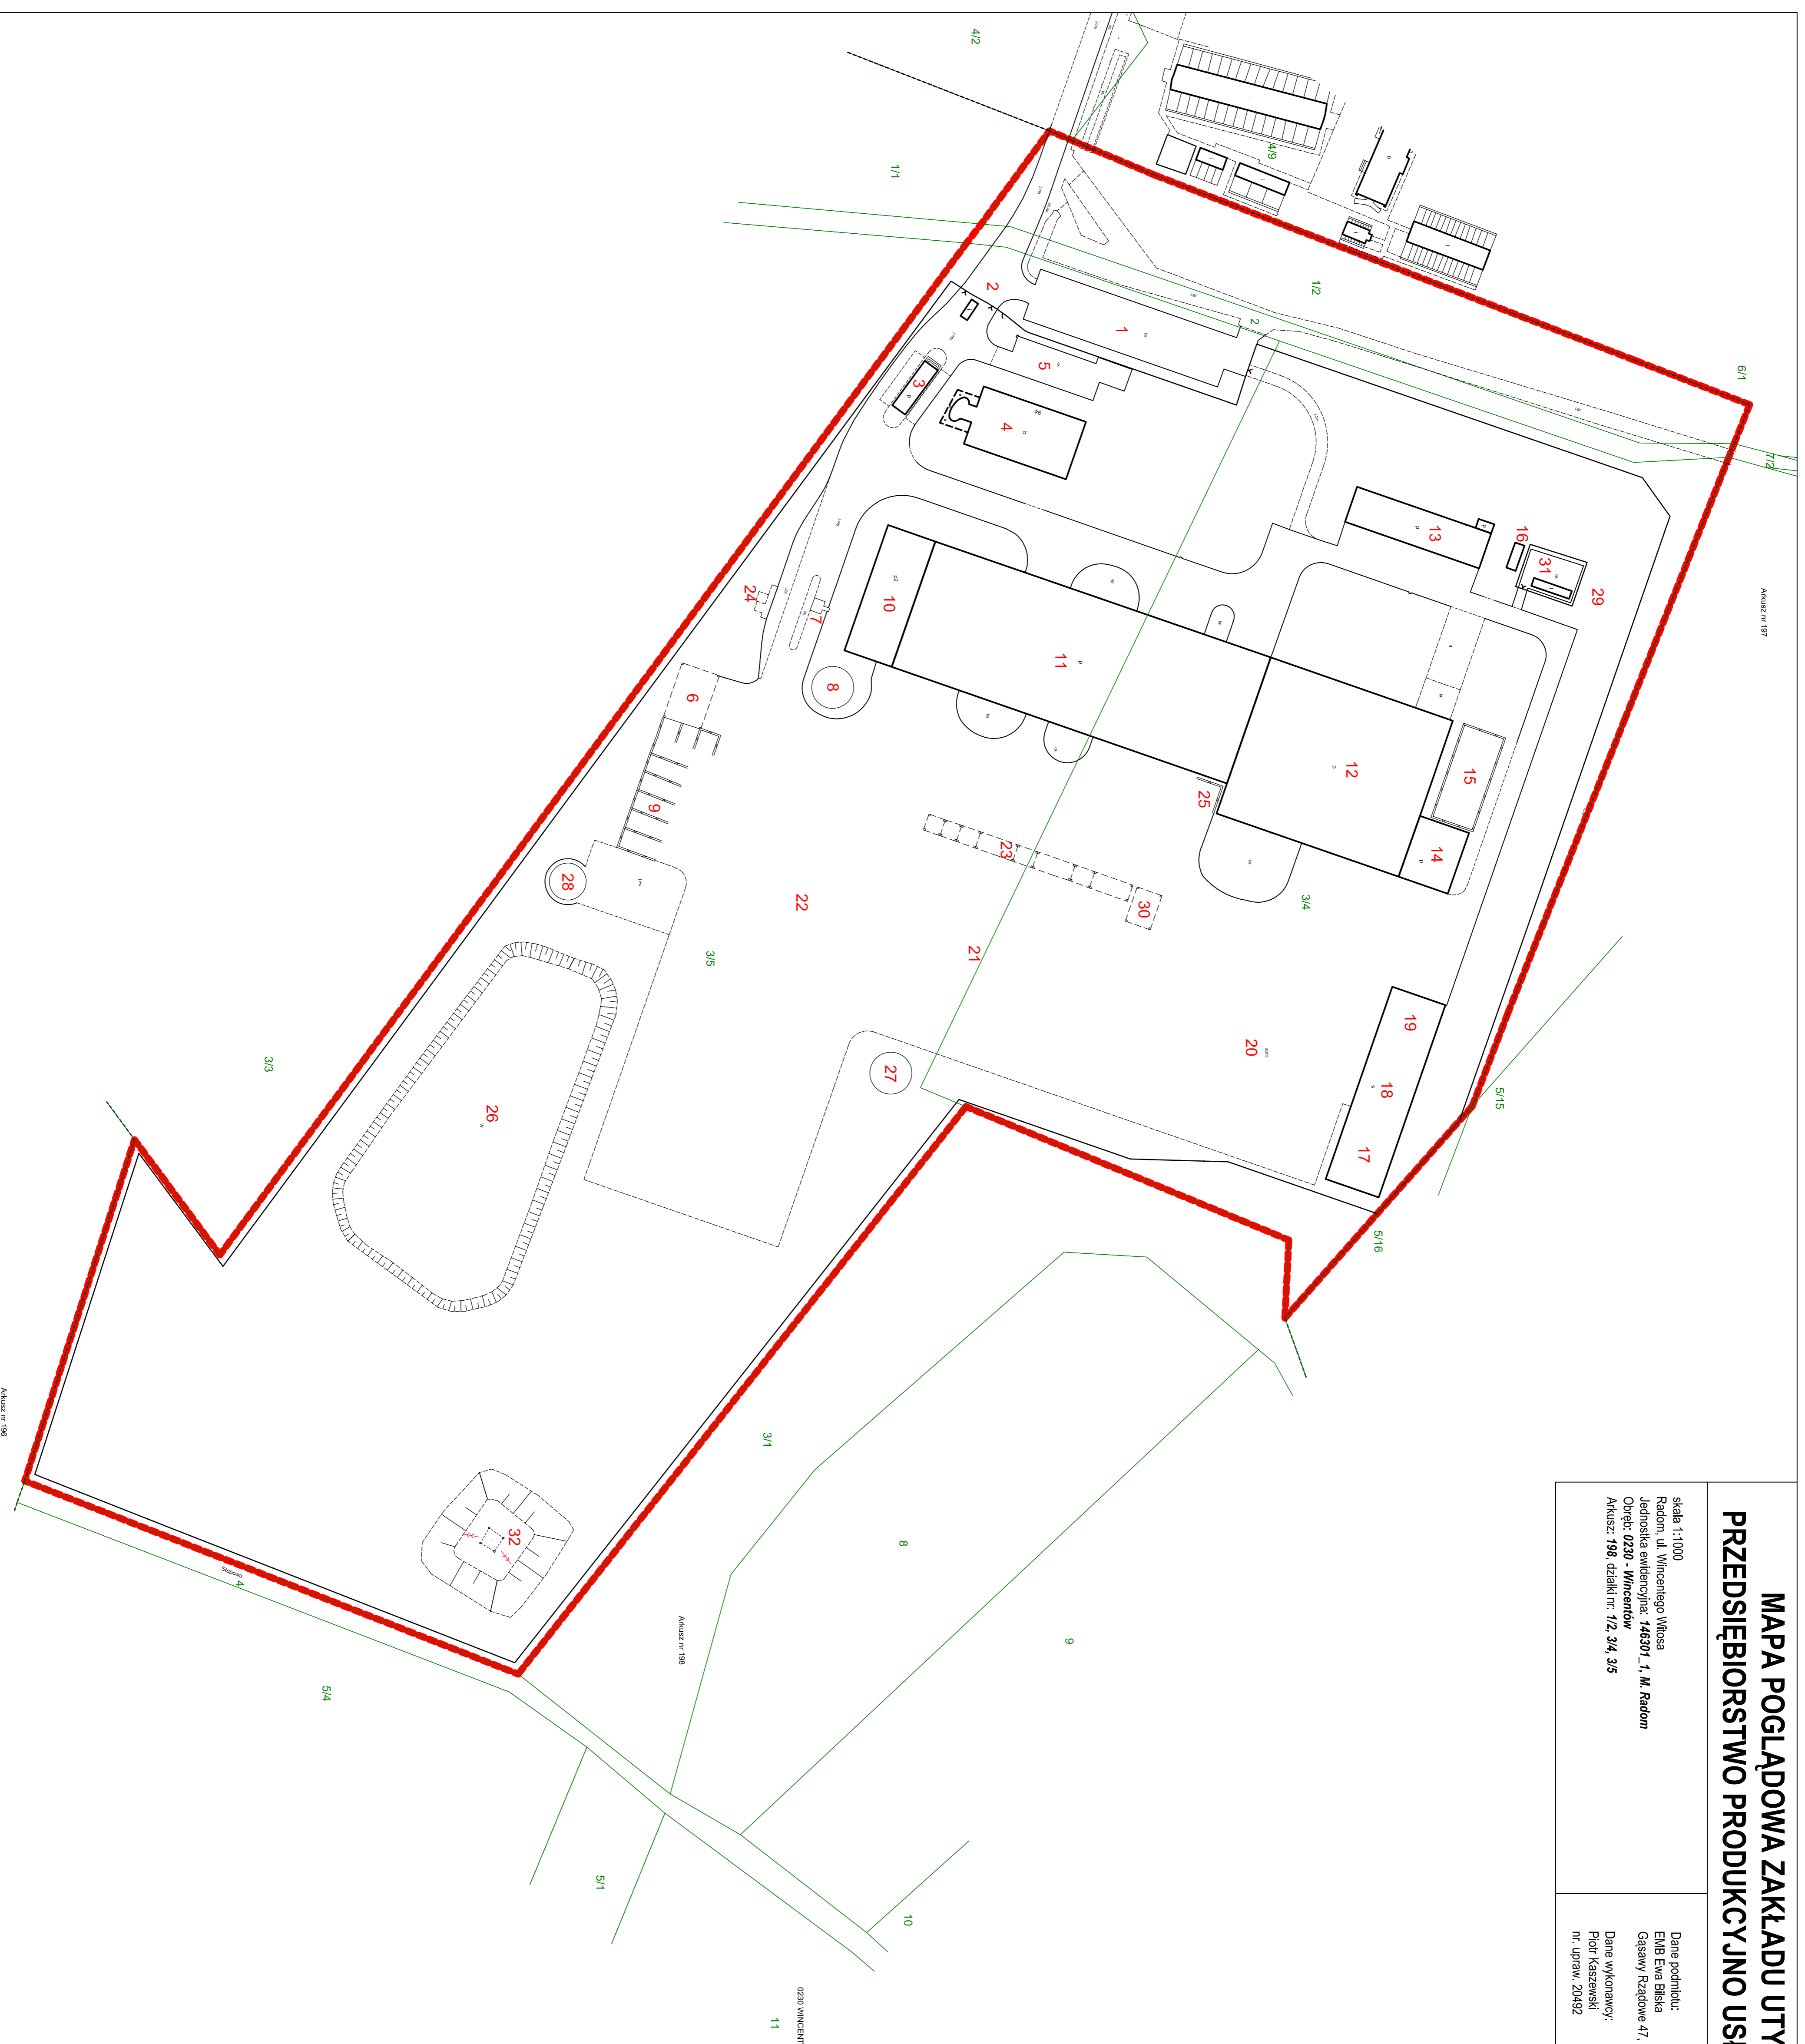 MAPA POGLĄDOWA ZAKŁADU UTY
PRZEDSIĘBIORSTWO PRODUKCYJNO USŁ
skala 1:1000
Radom, ul. Wincentego Witosa
Jednostka ewidencyjna: 146301_1, M. Radom
Obręb: 0230 - Wincentów
Arkusz: 198, działki nr: 1/2, 3/4, 3/5
Dane podmiotu:
EMB Ewa Bilska
Gąsawy Rządowe 47,
Dane wykonawcy:
Piotr Kaszewski
nr. upraw. 20492
Arkusz nr 197
6/1
7/2
29
16
31
13
15
14
5/15
5/16
19
18
17
12
1/2
4/9
2
3/4
20
25
30
1
11
21
23
5
4
2
4/2
1/1
3
10
27
8
7
22
24
6
9
3/5
28
26
3/3
32
3/1
8
9
Arkusz nr 198
Stepowa
4
5/4
5/1
10
11
0230 WINCENT
Arkusz nr 196